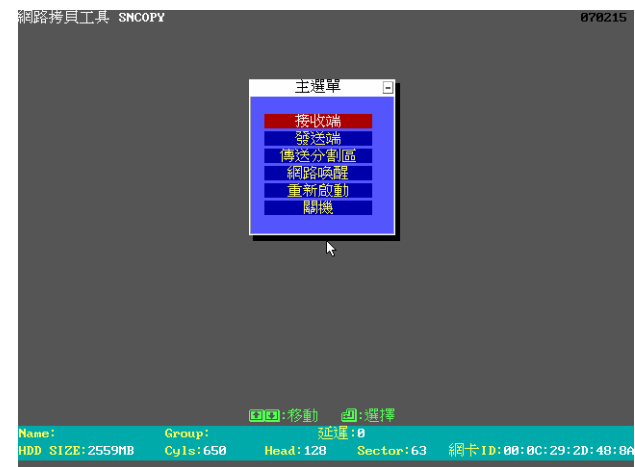 網路拷貝工具 SNCOPY 070215
主選單
接收端
發送端
傳送分割區
網路喚醒
重新啟動
關機
:移動 :選擇
Name: Group: 延遲:0
HDD SIZE:2559MB Cyls:650 Head:128 Sector:63 網卡ID:00:0C:29:2D:48:8A